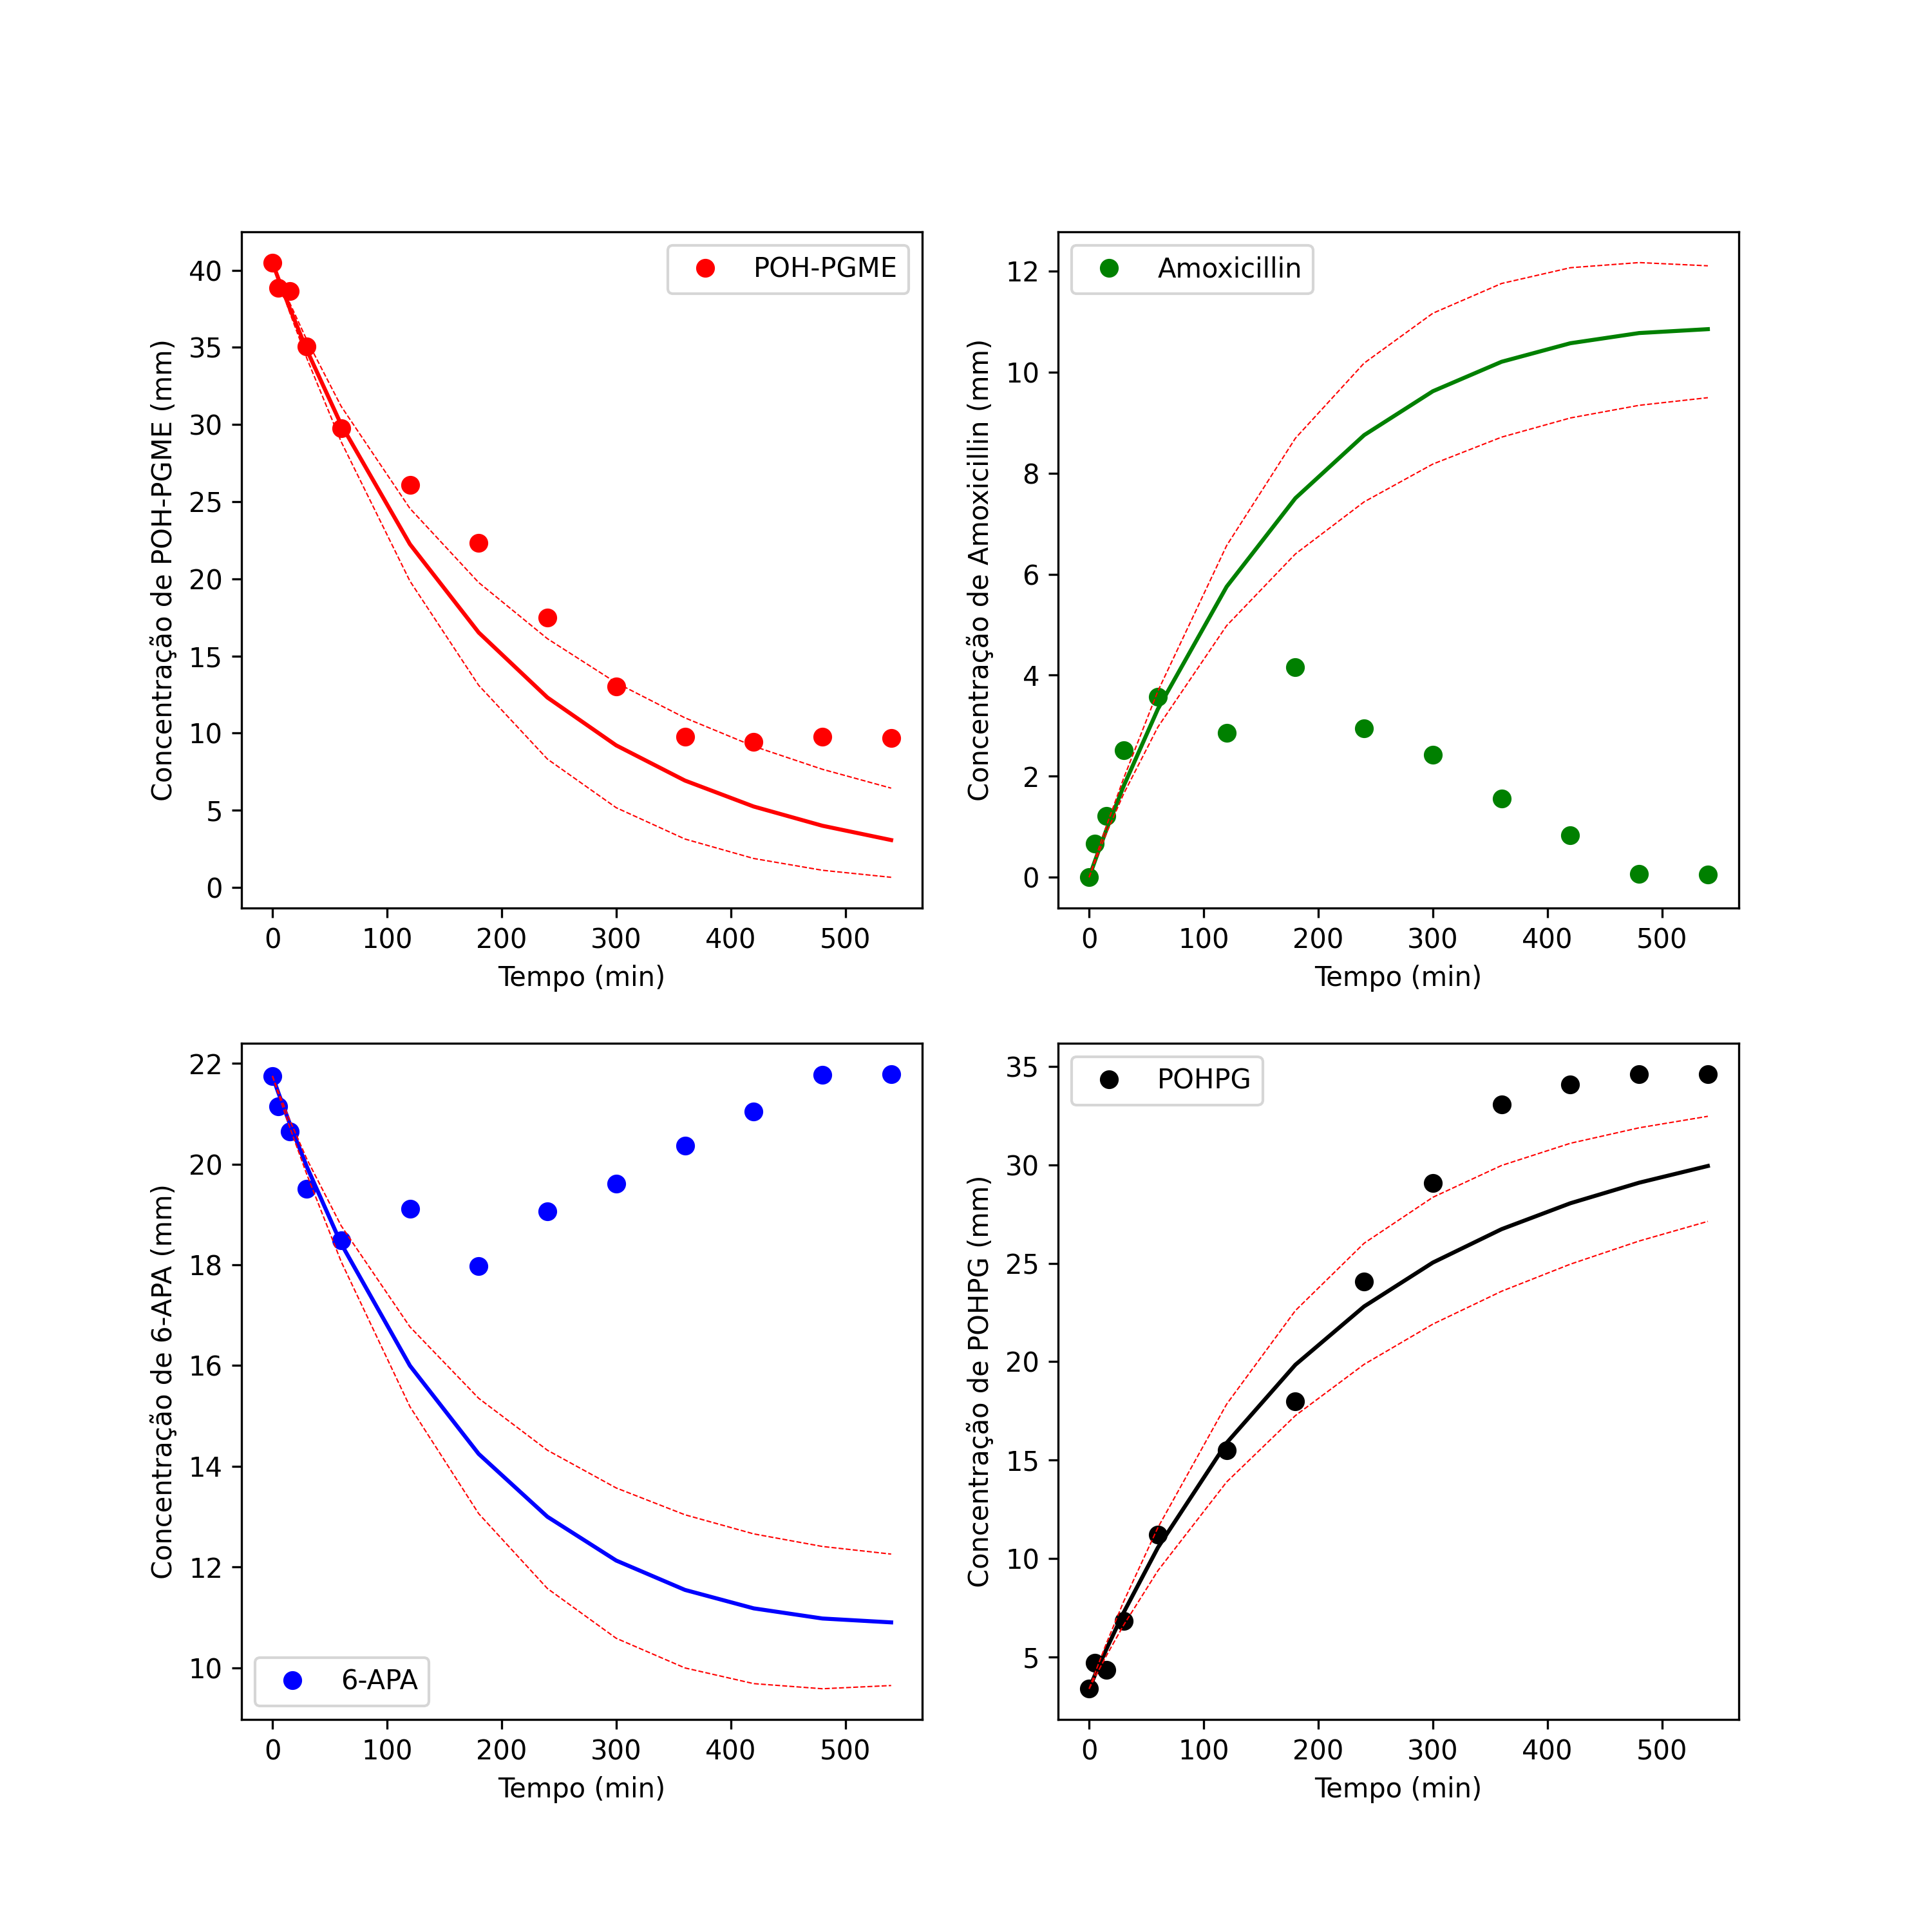 POH-PGME
Concentração de POH-PGME (mm)
40
35
30
25
20
15
10
5
0
0 100 200 300 400 500
Tempo (min)
Amoxicillin
Concentração de Amoxicillin (mm)
12
10
8
6
4
2
0
0 100 200 300 400 500
Tempo (min)
Concentração de 6-APA (mm)
22
20
18
16
14
12
10
6-APA
0 100 200 300 400 500
Tempo (min)
POHPG
Concentração de POHPG (mm)
35
30
25
20
15
10
5
0 100 200 300 400 500
Tempo (min)